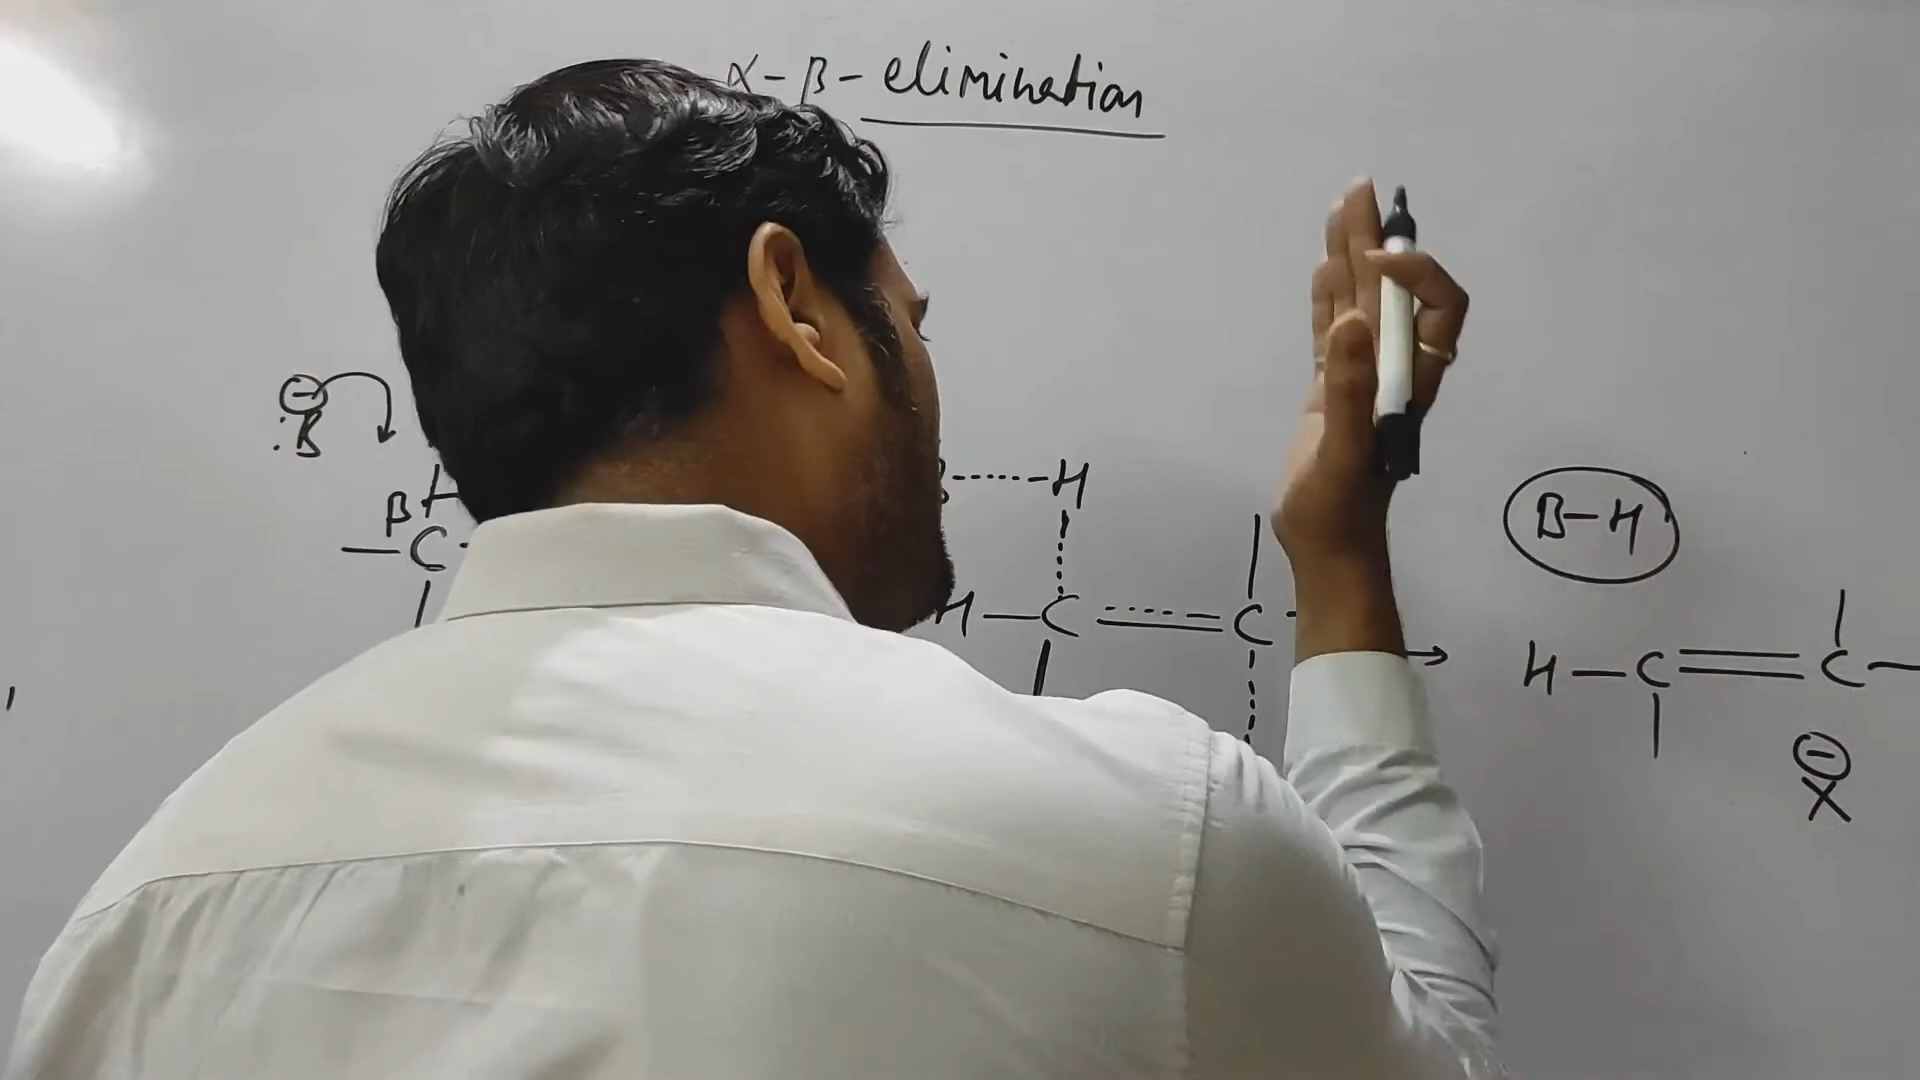 α-β-elimination
⊖
:B
β H
-C
B-----H
H-C=C
→
B-H
H-C=C-
⊖
X